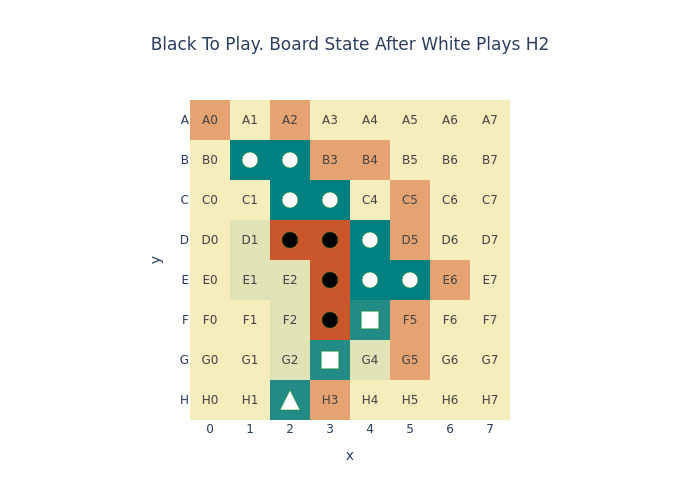 Black To Play. Board State After White Plays H2
A A0 A1 A2 A3 A4 A5 A6 A7
B B0 B3 B4 B5 B6 B7
C C0 C1 C4 C5 C6 C7
D D0 D1 D5 D6 D7
y
E E0 E1 E2 E6 E7
F F0 F1 F2 F5 F6 F7
G G0 G1 G2 G4 G5 G6 G7
H H0 H1 H3 H4 H5 H6 H7
0 1 2 3 4 5 6 7
x